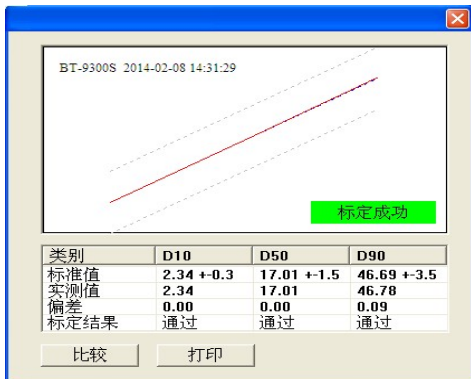 BT-9300S 2014-02-08 14:31:29
标定成功
类别 D10 D50 D90
标准值 2.34 +-0.3 17.01 +-1.5 46.69 +-3.5
实测值 2.34 17.01 46.78
偏差 0.00 0.00 0.09
标定结果 通过 通过 通过
比较 打印